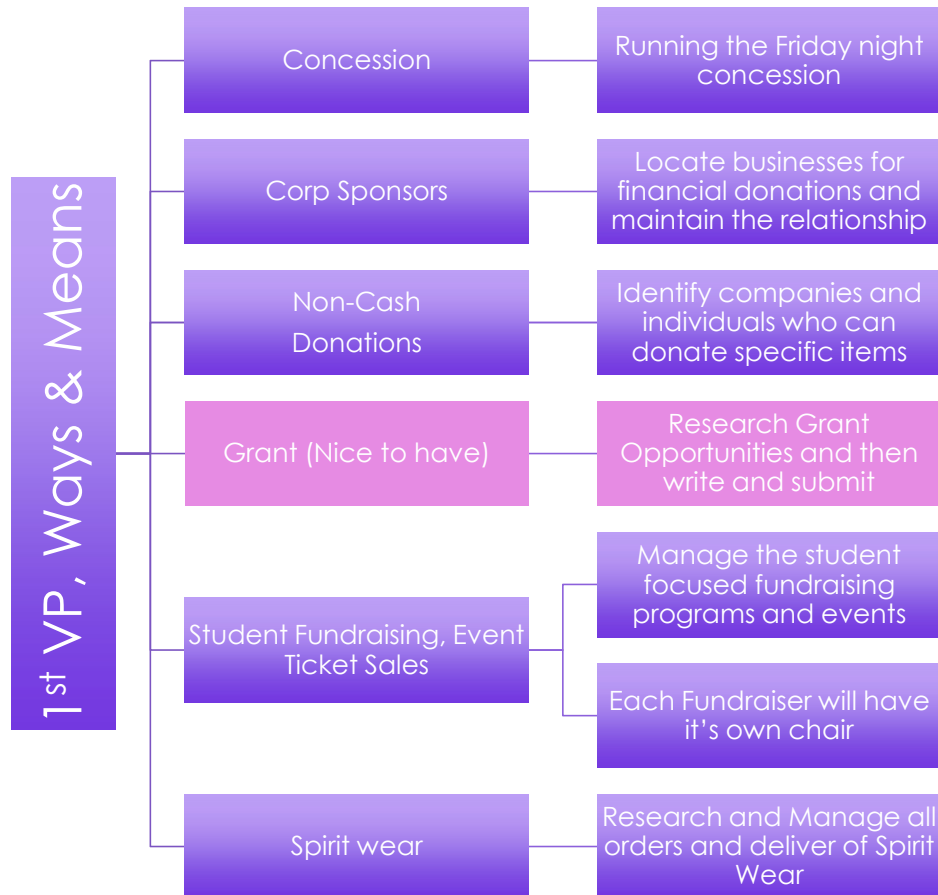 1st VP, Ways & Means
Concession
Running the Friday night
concession
Corp Sponsors
Locate businesses for
financial donations and
maintain the relationship
Non-Cash
Donations
Identify companies and
individuals who can
donate specific items
Grant (Nice to have)
Research Grant
Opportunities and then
write and submit
Student Fundraising, Event
Ticket Sales
Manage the student
focused fundraising
programs and events
Each Fundraiser will have
it’s own chair
Spirit wear
Research and Manage all
orders and deliver of Spirit
Wear